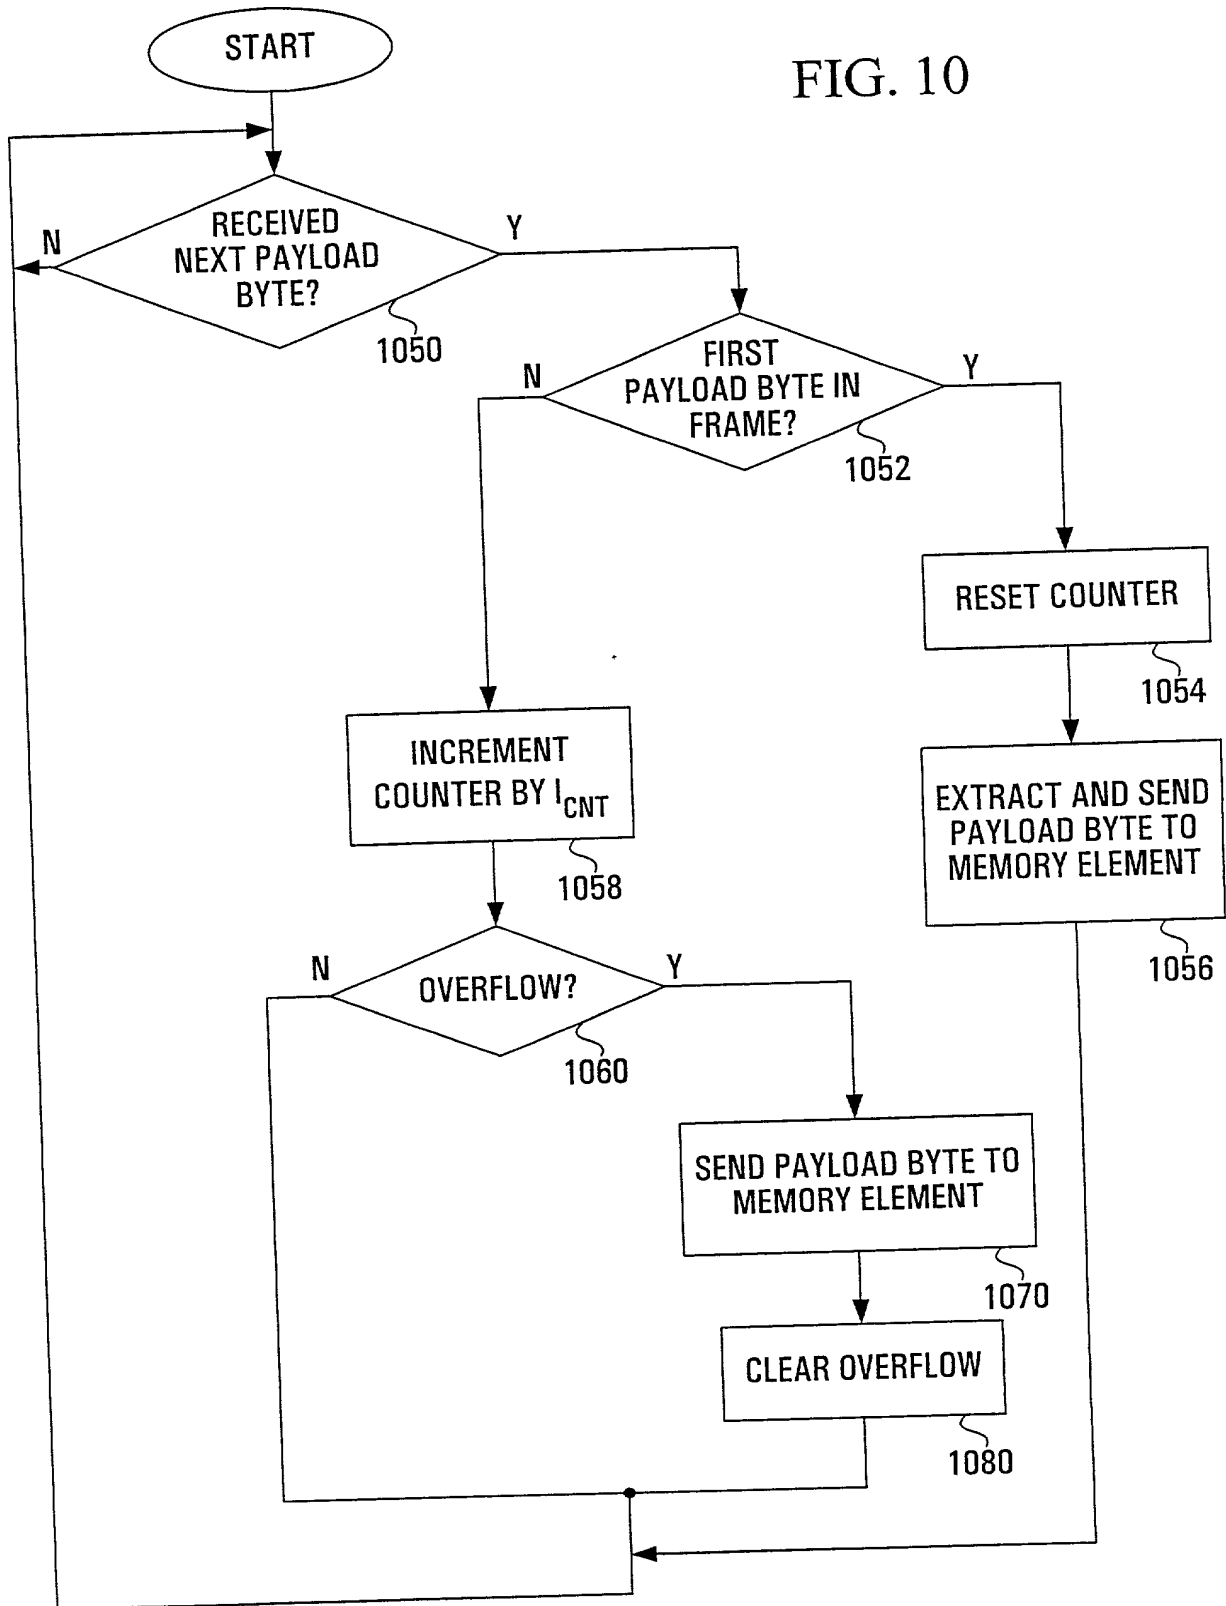 START
FIG. 10
RECEIVED
NEXT PAYLOAD
BYTE?
N
Y
1050
FIRST
PAYLOAD BYTE IN
FRAME?
N
Y
1052
RESET COUNTER
1054
INCREMENT
COUNTER BY I_CNT
1058
EXTRACT AND SEND
PAYLOAD BYTE TO
MEMORY ELEMENT
1056
OVERFLOW?
N
Y
1060
SEND PAYLOAD BYTE TO
MEMORY ELEMENT
1070
CLEAR OVERFLOW
1080